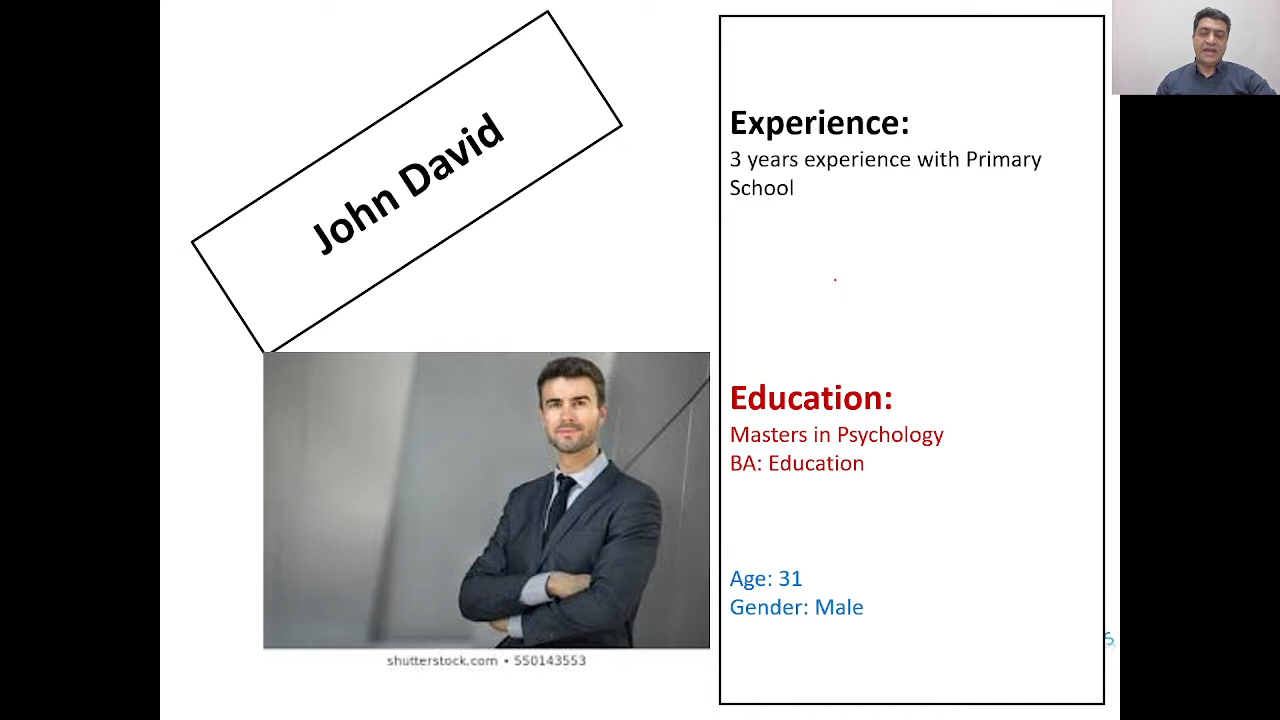 John David
Experience:
3 years experience with Primary
School
Education:
Masters in Psychology
BA: Education
Age: 31
Gender: Male
shutterstock.com • 550143553